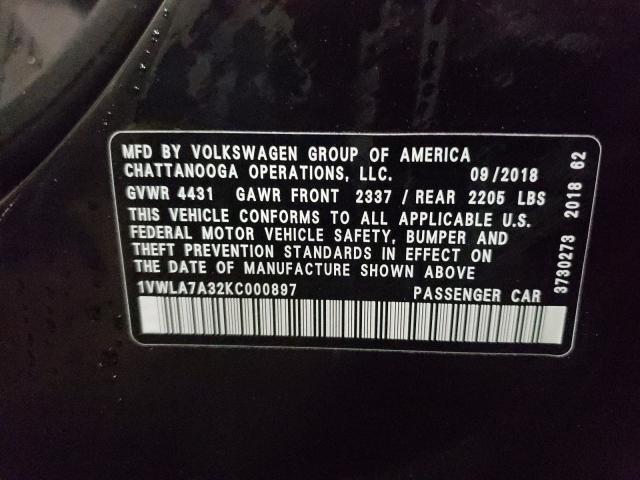 MFD BY VOLKSWAGEN GROUP OF AMERICA
CHATTANOOGA OPERATIONS, LLC. 09/2018
GVWR 4431 GAWR FRONT 2337/REAR 2205 LBS
THIS VEHICLE CONFORMS TO ALL APPLICABLE U.S.
FEDERAL MOTOR VEHICLE SAFETY, BUMPER AND
THEFT PREVENTION STANDARDS IN EFFECT ON
THE DATE OF MANUFACTURE SHOWN ABOVE
1VWLA7A32KC000897 PASSENGER CAR
3730273 2018 62